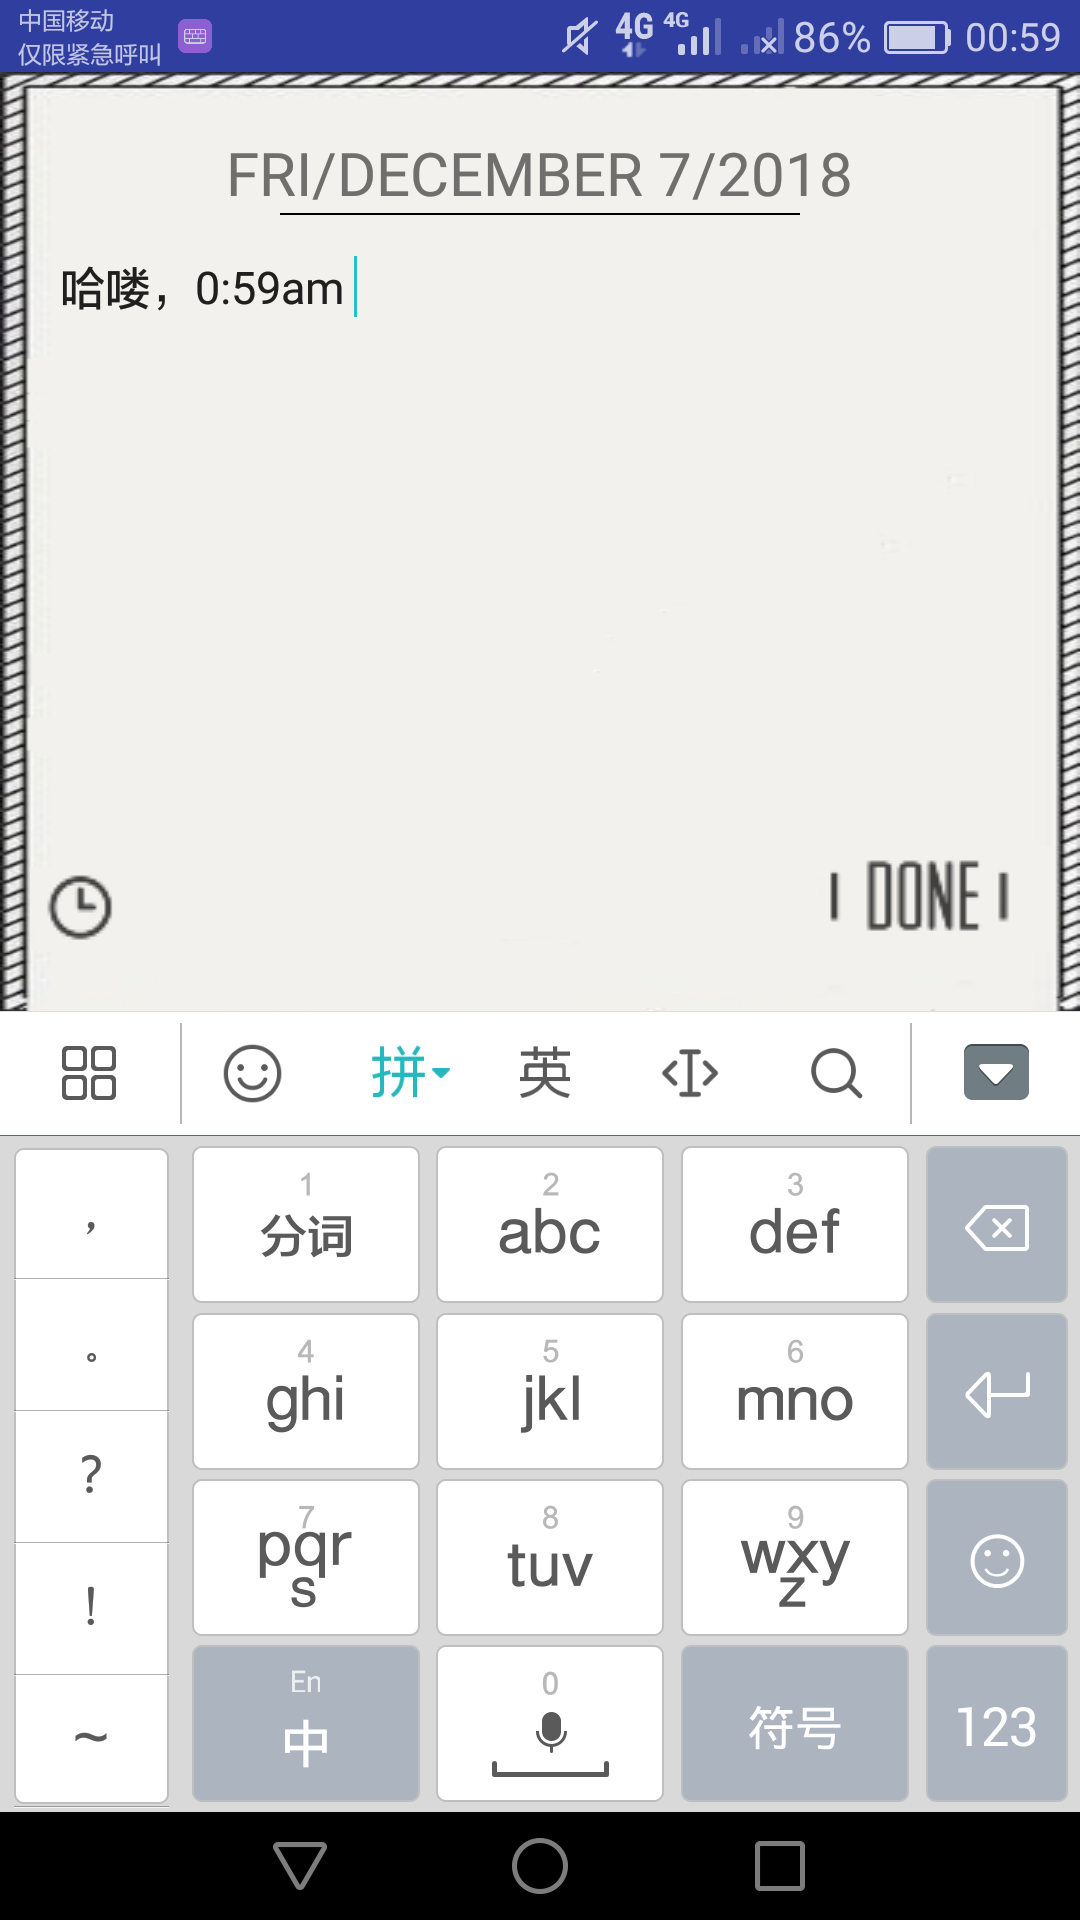 中国移动
仅限紧急呼叫
4G 4G 86% 00:59
FRI/DECEMBER 7/2018
哈喽，0:59am
DONE
拼 英
， 1 分词 2 abc 3 def
。 4 ghi 5 jkl 6 mno
? 7 pqrs 8 tuv 9 wxyz
!
~ En 中 0 符号 123